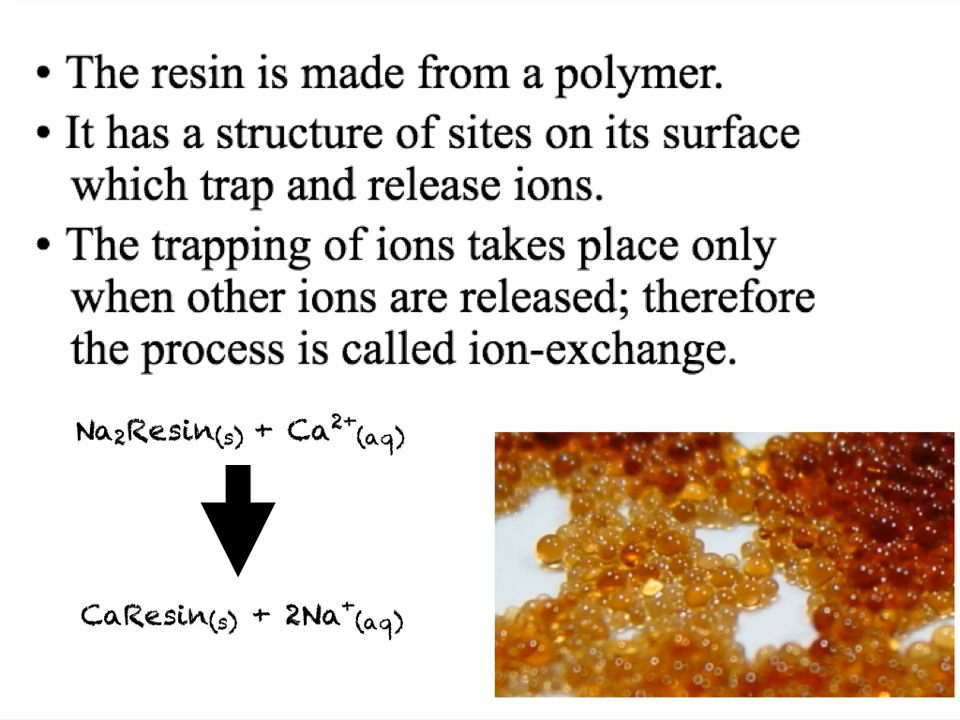 • The resin is made from a polymer.
• It has a structure of sites on its surface
which trap and release ions.
• The trapping of ions takes place only
when other ions are released; therefore
the process is called ion-exchange.
Na₂Resin(s) + Ca²⁺(aq)
CaResin(s) + 2Na⁺(aq)